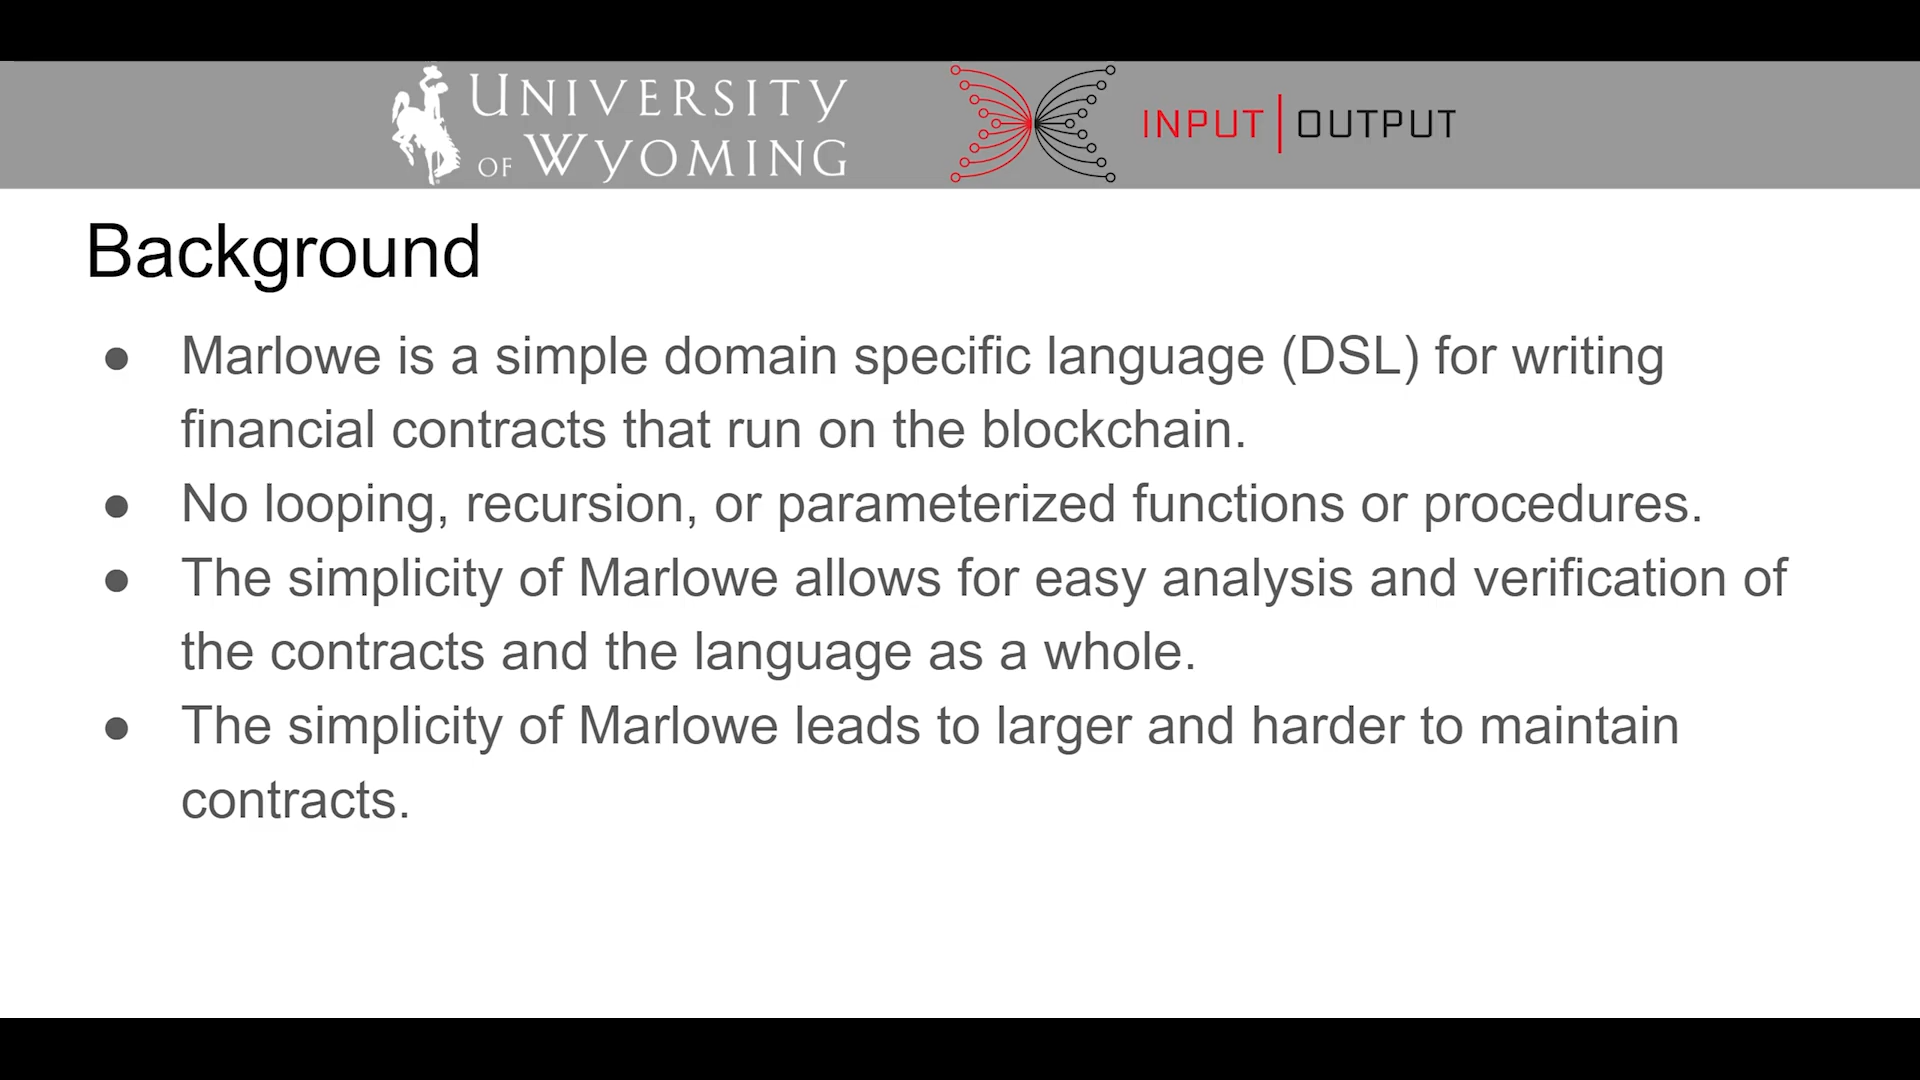 UNIVERSITY
OF WYOMING
INPUT | OUTPUT
Background
● Marlowe is a simple domain specific language (DSL) for writing
financial contracts that run on the blockchain.
● No looping, recursion, or parameterized functions or procedures.
● The simplicity of Marlowe allows for easy analysis and verification of
the contracts and the language as a whole.
● The simplicity of Marlowe leads to larger and harder to maintain
contracts.